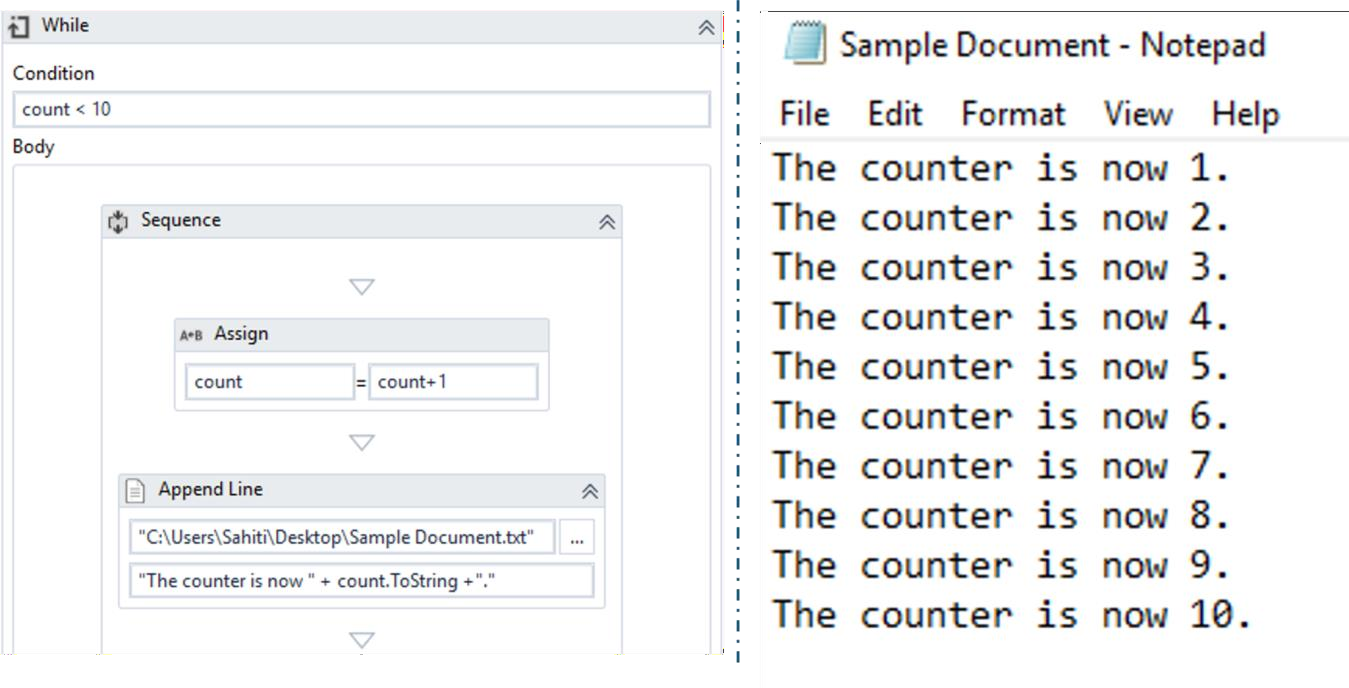 While
Condition
count < 10
Body
Sequence
A+B Assign
count = count+1
Append Line
"C:\Users\Sahiti\Desktop\Sample Document.txt" ...
"The counter is now " + count.ToString +"."
Sample Document - Notepad
File Edit Format View Help
The counter is now 1.
The counter is now 2.
The counter is now 3.
The counter is now 4.
The counter is now 5.
The counter is now 6.
The counter is now 7.
The counter is now 8.
The counter is now 9.
The counter is now 10.